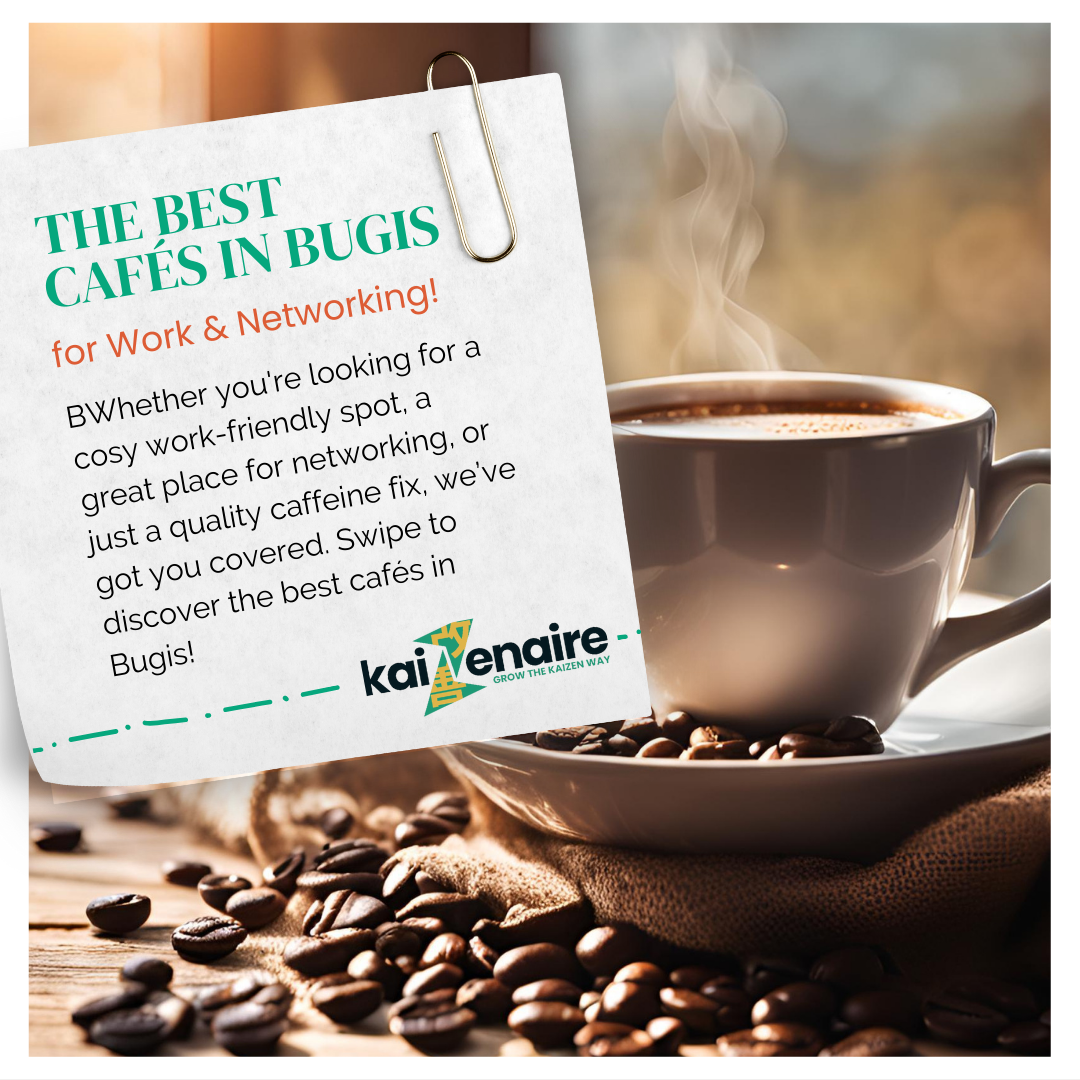 THE BEST
CAFÉS IN BUGIS
for Work & Networking!
BWhether you're looking for a
cosy work-friendly spot, a
great place for networking, or
just a quality caffeine fix, we've
got you covered. Swipe to
discover the best cafés in
Bugis!
kaizenaire
GROW THE KAIZEN WAY